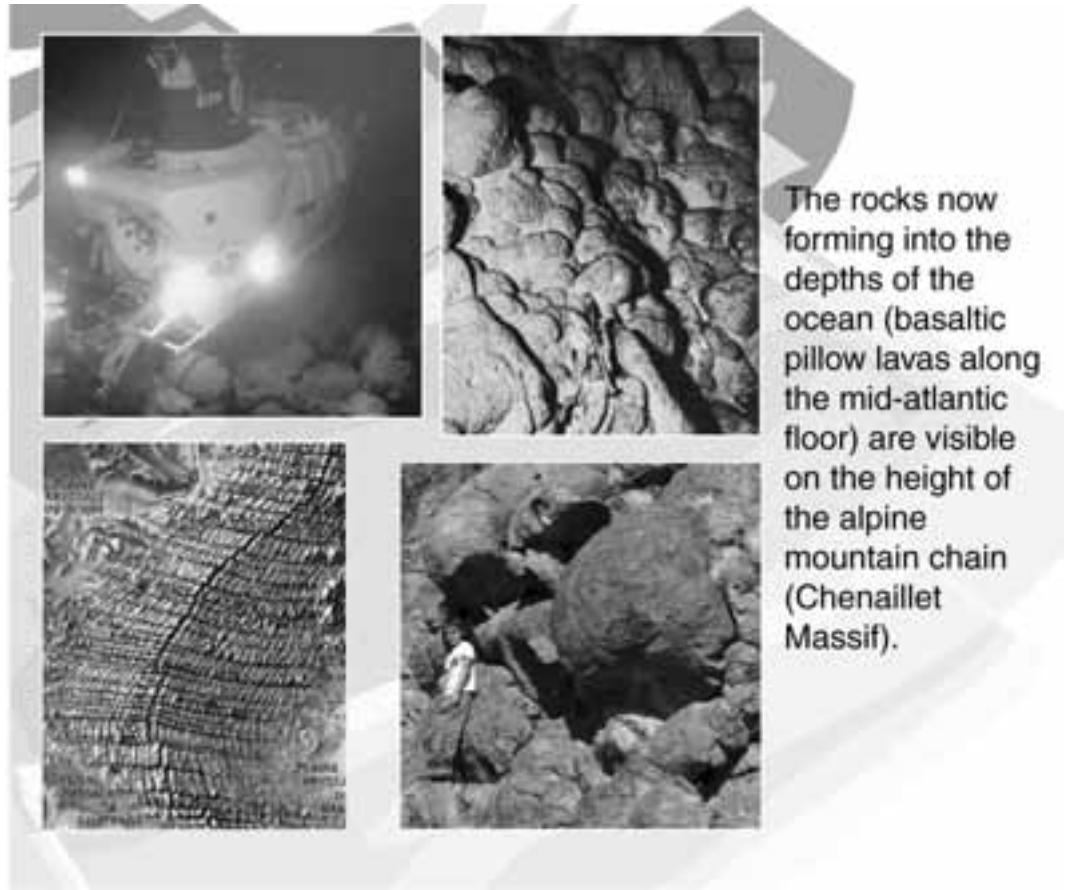 The rocks now
forming into the
depths of the
ocean (basaltic
pillow lavas along
the mid-atlantic
floor) are visible
on the height of
the alpine
mountain chain
(Chenaillet
Massif).